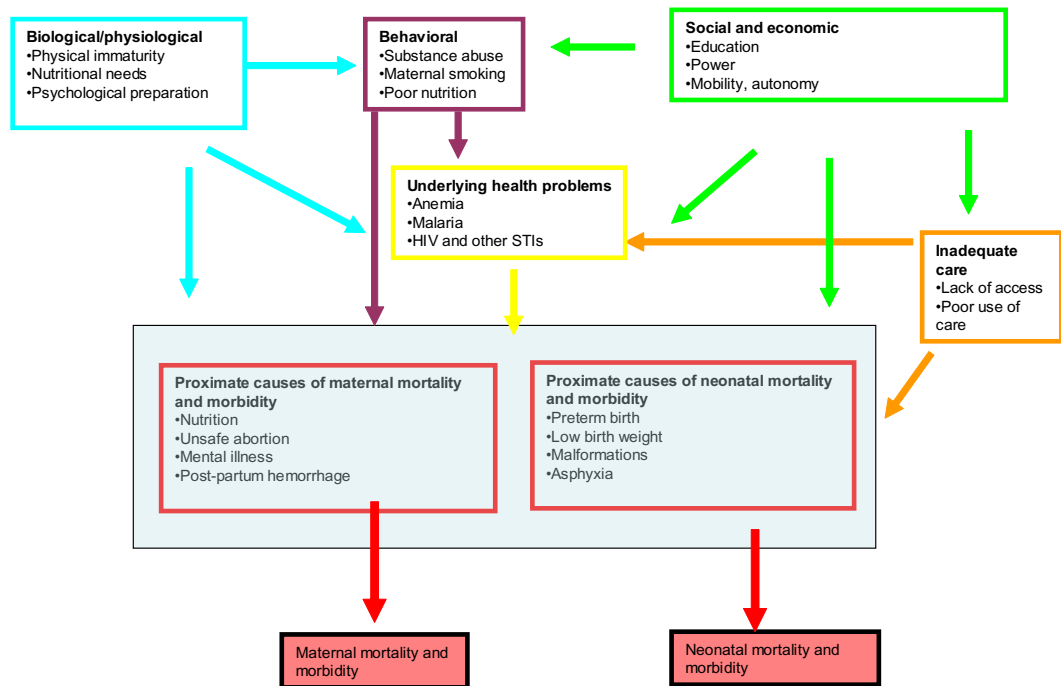 Biological/physiological
•Physical immaturity
•Nutritional needs
•Psychological preparation
Behavioral
•Substance abuse
•Maternal smoking
•Poor nutrition
Social and economic
•Education
•Power
•Mobility, autonomy
Underlying health problems
•Anemia
•Malaria
•HIV and other STIs
Inadequate
care
•Lack of access
•Poor use of
care
Proximate causes of maternal mortality
and morbidity
•Nutrition
•Unsafe abortion
•Mental illness
•Post-partum hemorrhage
Proximate causes of neonatal mortality
and morbidity
•Preterm birth
•Low birth weight
•Malformations
•Asphyxia
Maternal mortality and
morbidity
Neonatal mortality and
morbidity